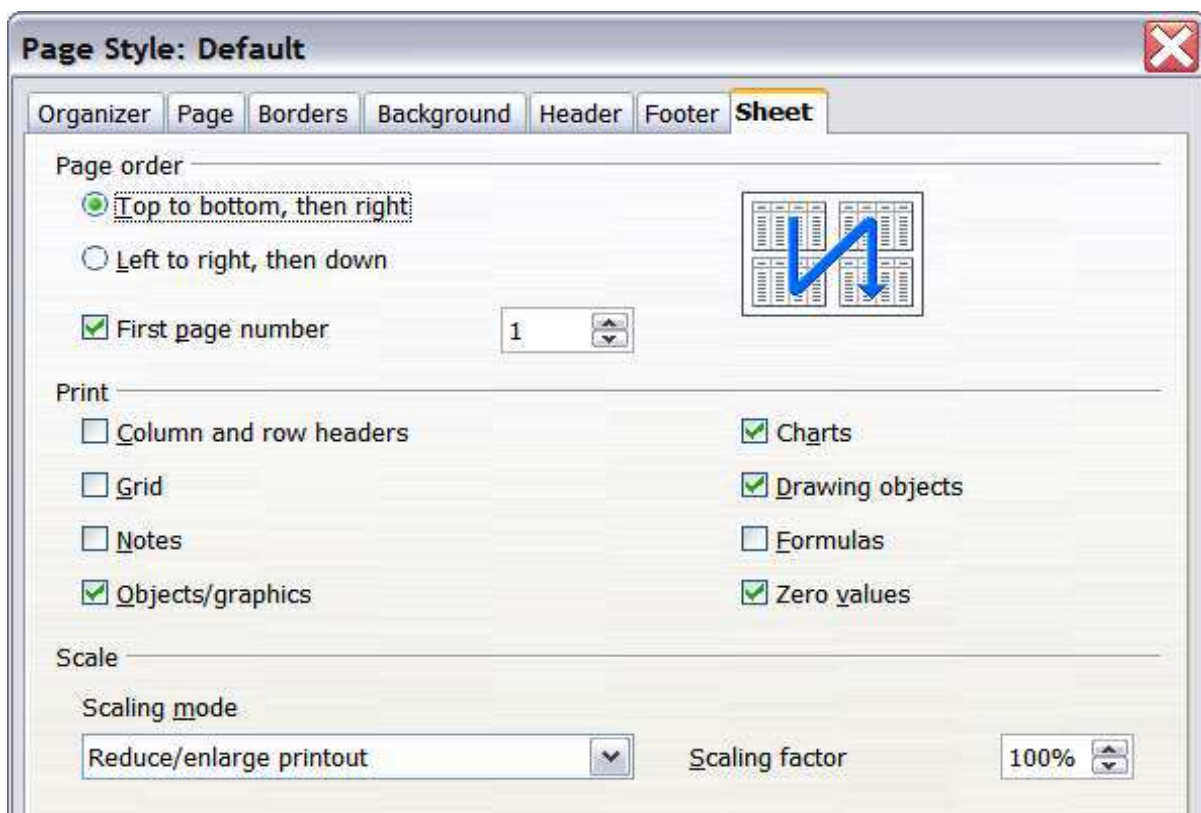 Page Style: Default
Organizer Page Borders Background Header Footer Sheet
Page order
Top to bottom, then right
Left to right, then down
First page number 1
Print
Column and row headers Charts
Grid Drawing objects
Notes Formulas
Objects/graphics Zero values
Scale
Scaling mode
Reduce/enlarge printout Scaling factor 100%